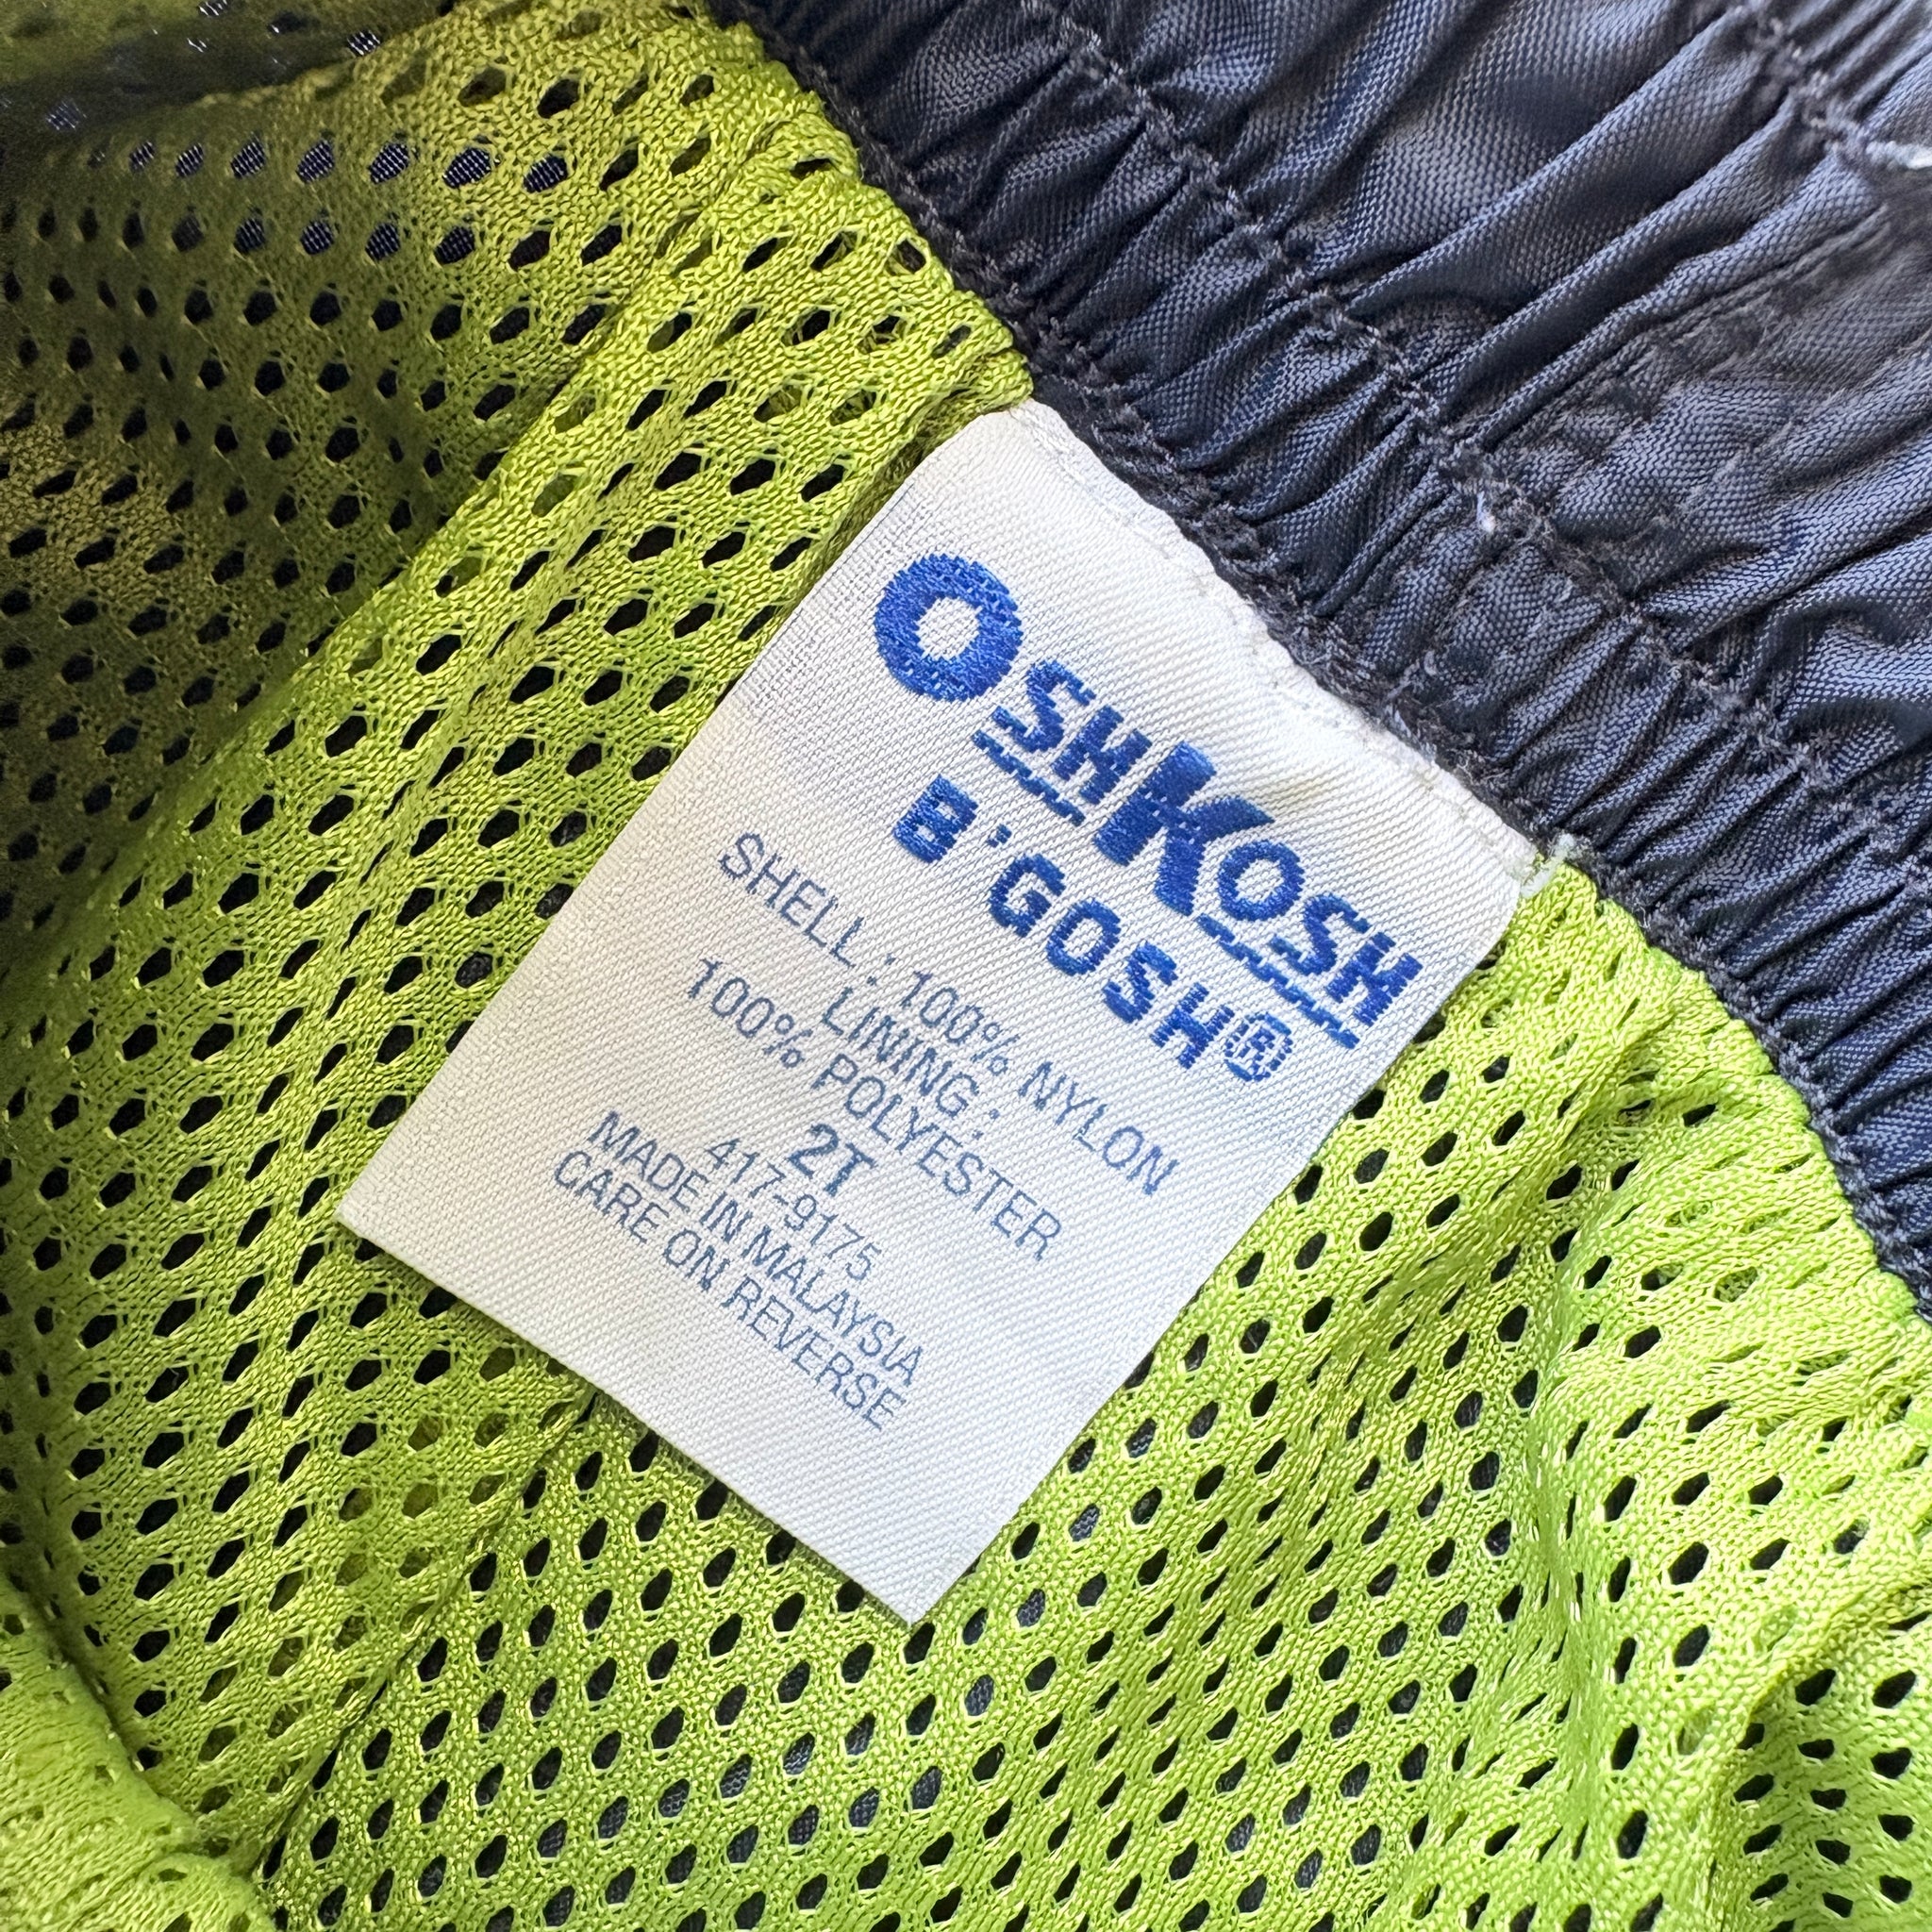 OSHKOSH
B'GOSH®
SHELL: 100% NYLON
LINING:
100% POLYESTER
2T
417-9175
MADE IN MALAYSIA
CARE ON REVERSE